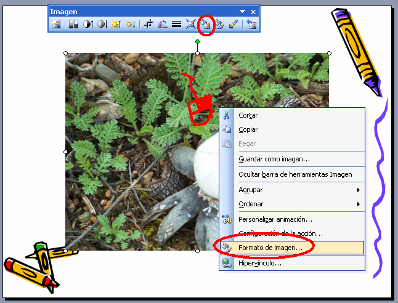 Imagen
Cortar
Copiar
Pegar
Guardar como imagen...
Ocultar barra de herramientas Imagen
Agrupar
Ordenar
Personalizar animación...
Configuración de la acción...
Formato de imagen...
Hipervínculo...